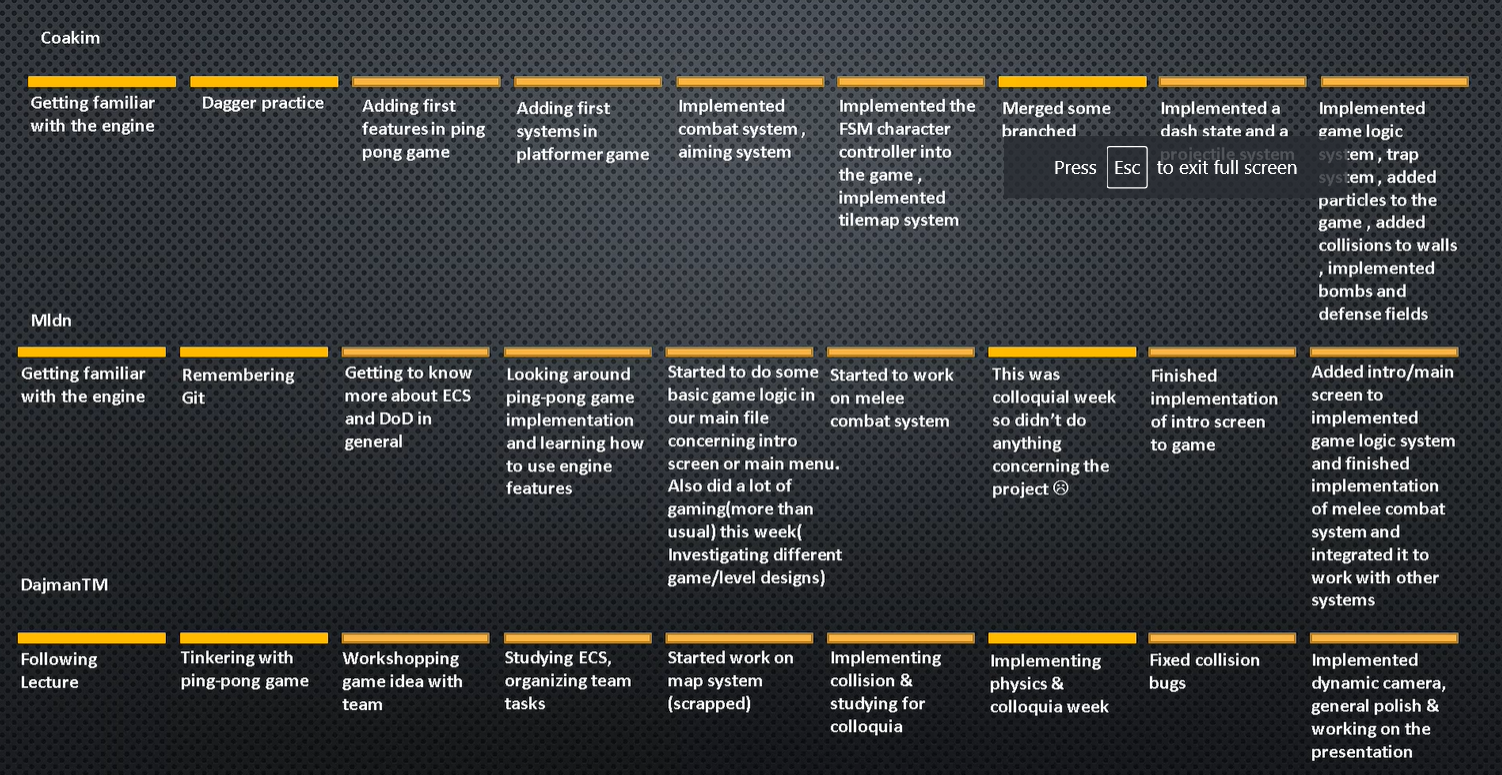 Coakim
Getting familiar
with the engine
Dagger practice
Adding first
features in ping
pong game
Adding first
systems in
platformer game
Implemented
combat system ,
aiming system
Implemented the
FSM character
controller into
the game ,
implemented
tilemap system
Merged some
branched
Implemented a
dash state and a
projectile system
Implemented
game logic
system , trap
system , added
particles to the
game , added
collisions to walls
, implemented
bombs and
defense fields
Press Esc to exit full screen
Mldn
Getting familiar
with the engine
Remembering
Git
Getting to know
more about ECS
and DoD in
general
Looking around
ping-pong game
implementation
and learning how
to use engine
features
Started to do some
basic game logic in
our main file
concerning intro
screen or main menu.
Also did a lot of
gaming(more than
usual) this week(
Investigating different
game/level designs)
Started to work
on melee
combat system
This was
colloquial week
so didn’t do
anything
concerning the
project ☹
Finished
implementation
of intro screen
to game
Added intro/main
screen to
implemented
game logic system
and finished
implementation
of melee combat
system and
integrated it to
work with other
systems
DajmanTM
Following
Lecture
Tinkering with
ping-pong game
Workshopping
game idea with
team
Studying ECS,
organizing team
tasks
Started work on
map system
(scrapped)
Implementing
collision &
studying for
colloquia
Implementing
physics &
colloquia week
Fixed collision
bugs
Implemented
dynamic camera,
general polish &
working on the
presentation